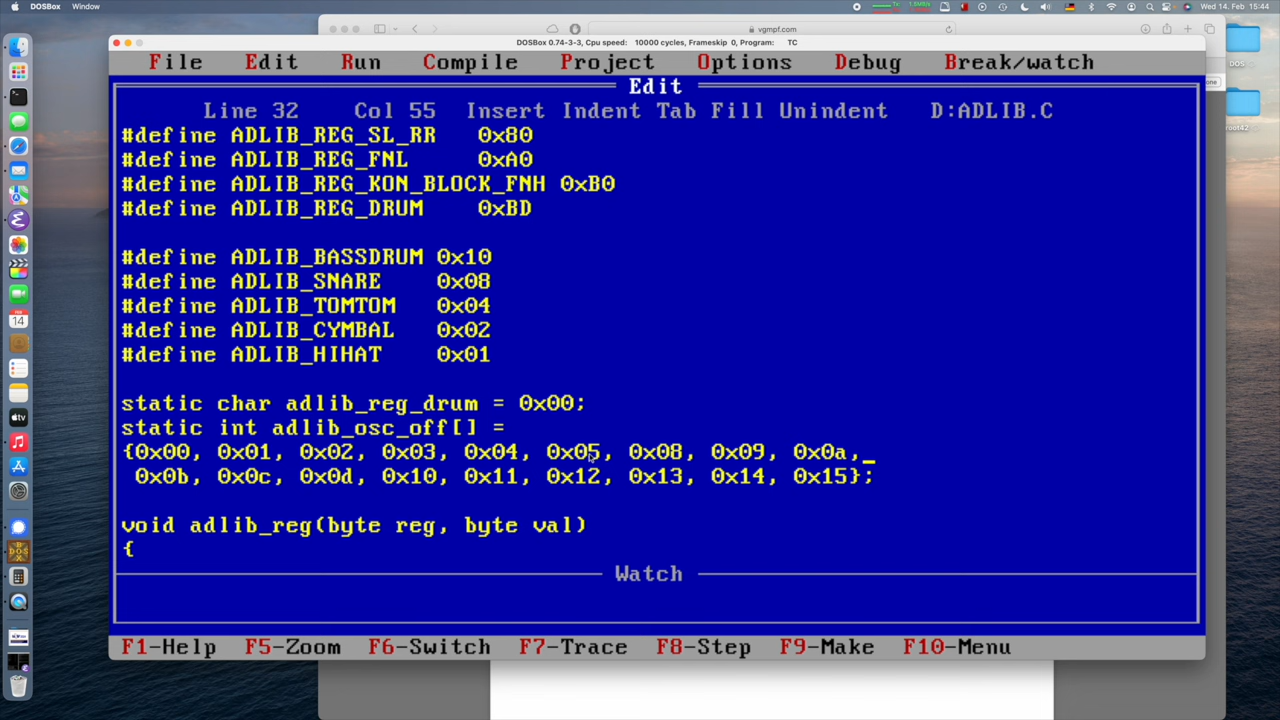 DOSBox Window
1.5MB/s
Wed 14. Feb 15:44
vgmpf.com
DOSBox 0.74-3-3, Cpu speed: 10000 cycles, Frameskip 0, Program: TC
File Edit Run Compile Project Options Debug Break/watch
Edit
Line 32 Col 55 Insert Indent Tab Fill Unindent D:ADLIB.C
#define ADLIB_REG_SL_RR 0x80
#define ADLIB_REG_FNL 0xA0
#define ADLIB_REG_KON_BLOCK_FNH 0xB0
#define ADLIB_REG_DRUM 0xBD
#define ADLIB_BASSDRUM 0x10
#define ADLIB_SNARE 0x08
#define ADLIB_TOMTOM 0x04
#define ADLIB_CYMBAL 0x02
#define ADLIB_HIHAT 0x01
static char adlib_reg_drum = 0x00;
static int adlib_osc_off[] =
{0x00, 0x01, 0x02, 0x03, 0x04, 0x05, 0x08, 0x09, 0x0a,
0x0b, 0x0c, 0x0d, 0x10, 0x11, 0x12, 0x13, 0x14, 0x15};
void adlib_reg(byte reg, byte val)
{
Watch
F1-Help F5-Zoom F6-Switch F7-Trace F8-Step F9-Make F10-Menu
DOS
root42
14
tv